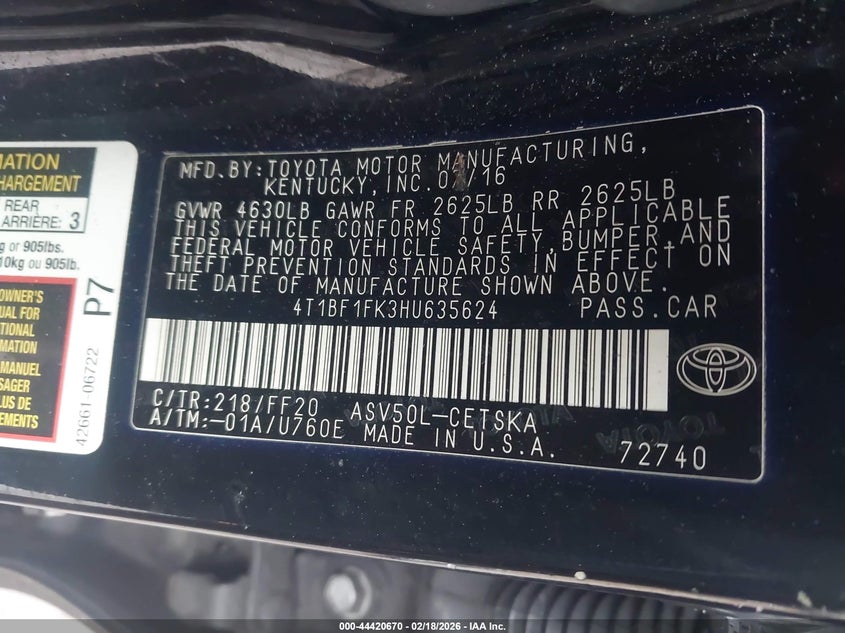 MATION
HARGEMENT
REAR
ARRIÈRE: 3
g or 905lbs.
10kg ou 905lb.
OWNER'S
UAL FOR
TIONAL
MATION
MANUEL
SAGER
LUS DE
EMENTS
P7
42661-06722
MFD.BY:TOYOTA MOTOR MANUFACTURING,
KENTUCKY, INC. /16
GVWR 4630LB GAWR FR 2625LB RR 2625LB
THIS VEHICLE CONFORMS TO ALL APPLICABLE
FEDERAL MOTOR VEHICLE SAFETY,BUMPER,AND
THEFT PREVENTION STANDARDS IN EFFECT ON
THE DATE OF MANUFACTURE SHOWN ABOVE.
4T1BF1FK3HU635624 PASS.CAR
C/TR:218/FF20 ASV50L-CETSKA
A/TM:-01A/U760E MADE IN U.S.A.
72740
000-44420670 - 02/18/2026 - IAA Inc.